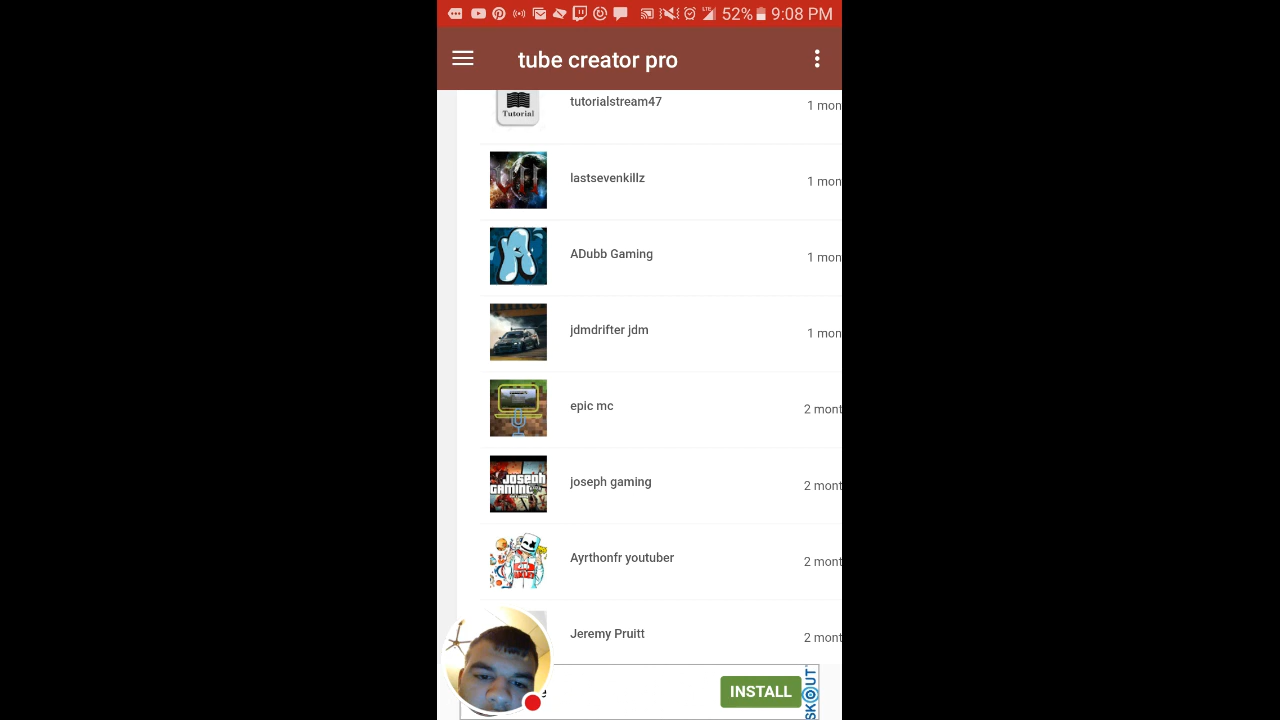 LTE 52% 9:08 PM
tube creator pro
Tutorial
tutorialstream47
1 mon
lastsevenkillz
1 mon
ADubb Gaming
1 mon
jdmdrifter jdm
1 mon
epic mc
2 mont
JOSEPH
GAMING
joseph gaming
2 mont
Ayrthonfr youtuber
2 mont
Jeremy Pruitt
2 mont
e
INSTALL
SKOUT